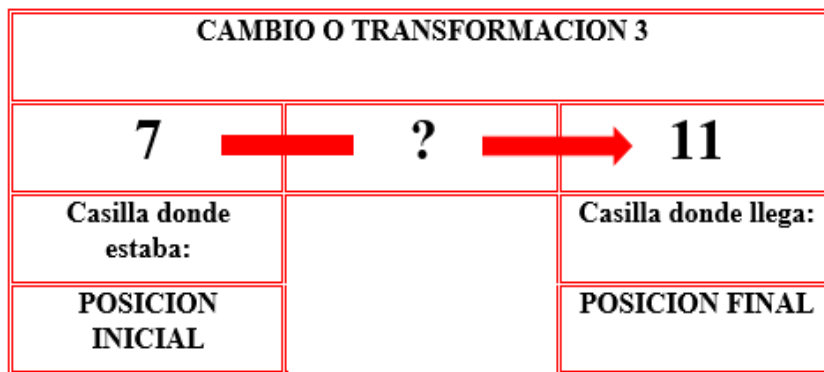 CAMBIO O TRANSFORMACION 3
7 ? 11
Casilla donde
estaba:
Casilla donde llega:
POSICION
INICIAL
POSICION FINAL